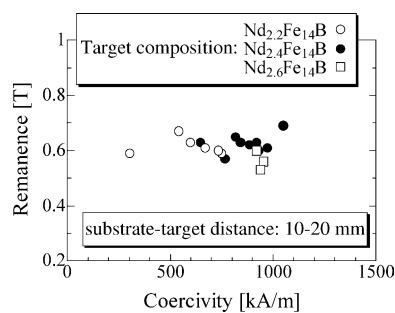 Target composition:
Nd2.2Fe14B
Nd2.4Fe14B
Nd2.6Fe14B
Remanence [T]
1
0.8
0.6
0.4
0.2
substrate-target distance: 10-20 mm
0 500 1000 1500
Coercivity [kA/m]